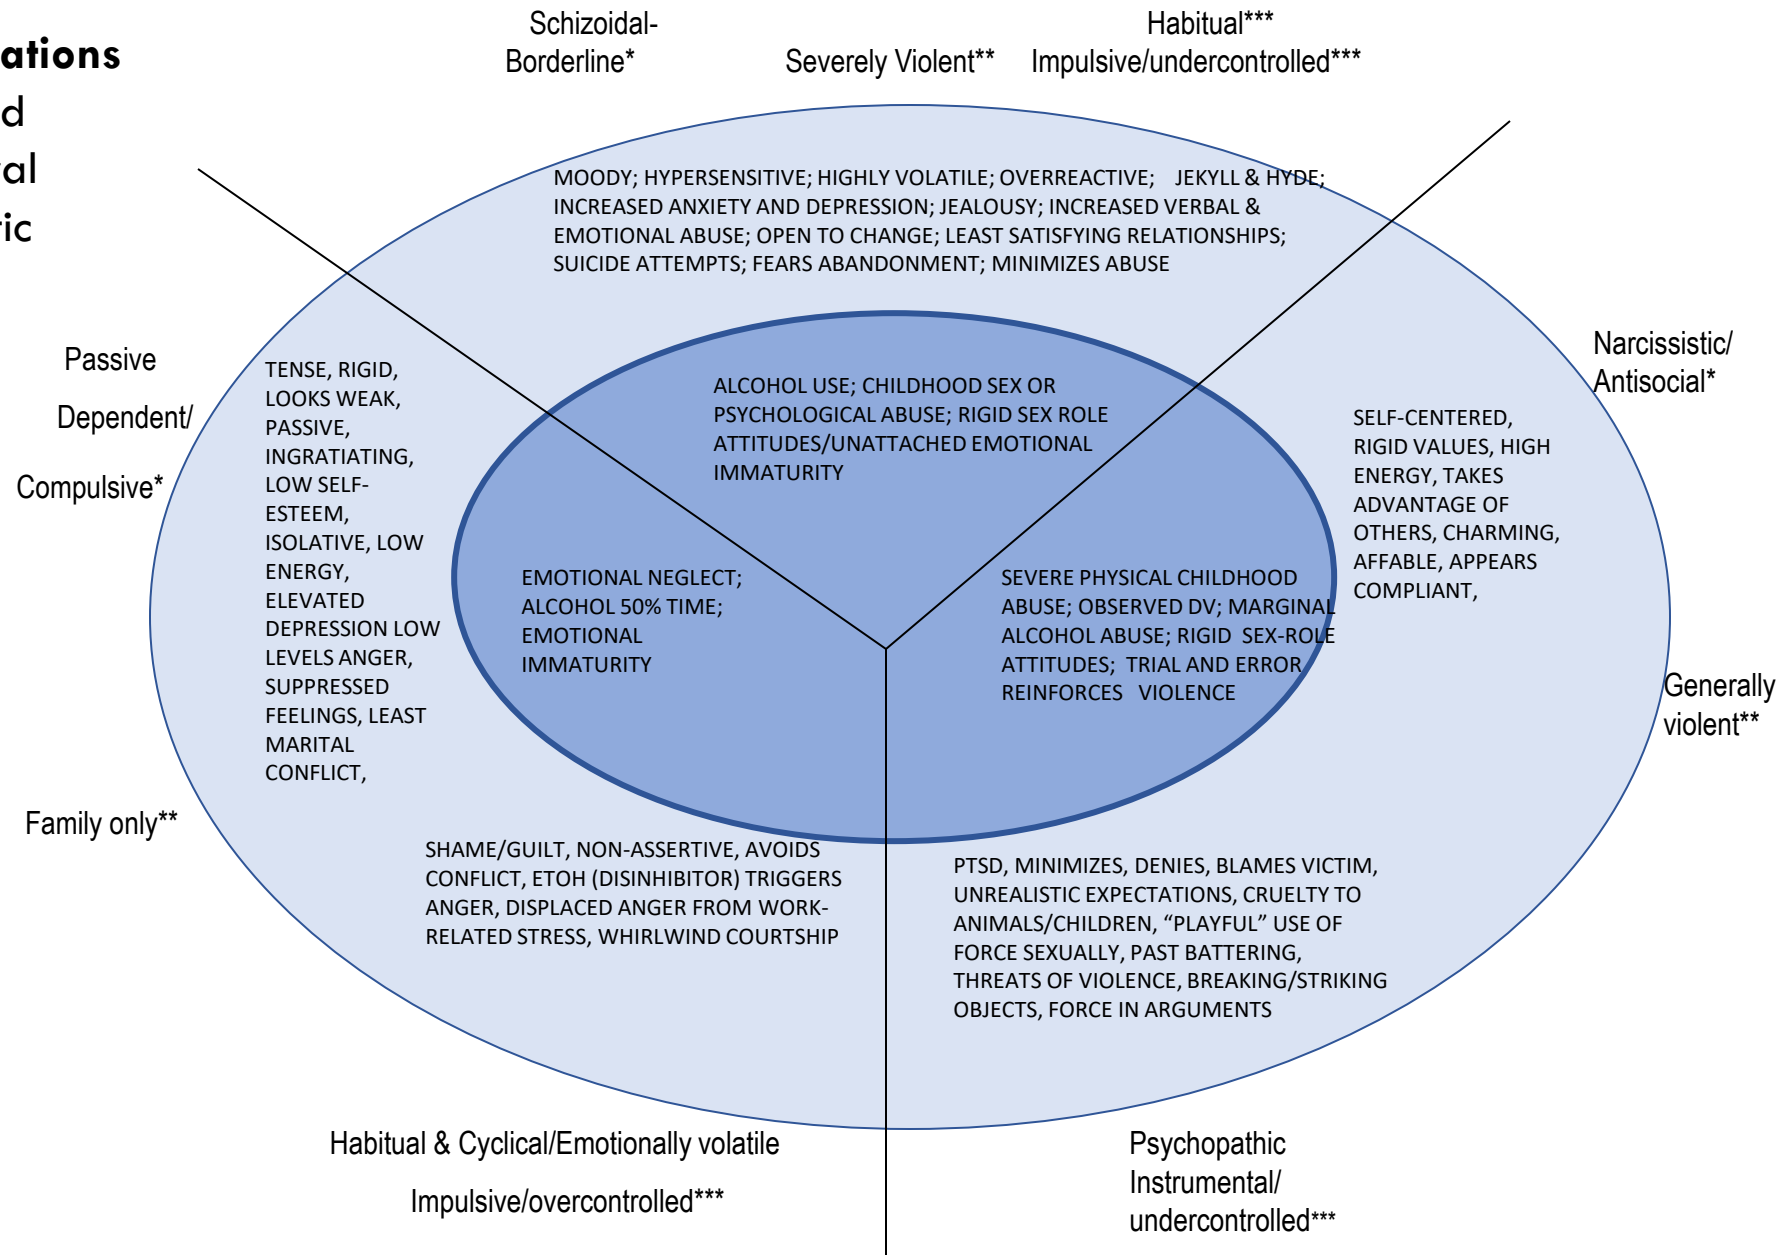 ations
d
al
tic
Schizoidal-
Borderline*
Severely Violent**
Habitual***
Impulsive/undercontrolled***
MOODY; HYPERSENSITIVE; HIGHLY VOLATILE; OVERREACTIVE; JEKYLL & HYDE;
INCREASED ANXIETY AND DEPRESSION; JEALOUSY; INCREASED VERBAL &
EMOTIONAL ABUSE; OPEN TO CHANGE; LEAST SATISFYING RELATIONSHIPS;
SUICIDE ATTEMPTS; FEARS ABANDONMENT; MINIMIZES ABUSE
Passive
Dependent/
Compulsive*
TENSE, RIGID,
LOOKS WEAK,
PASSIVE,
INGRATIATING,
LOW SELF-
ESTEEM,
ISOLATIVE, LOW
ENERGY,
ELEVATED
DEPRESSION LOW
LEVELS ANGER,
SUPPRESSED
FEELINGS, LEAST
MARITAL
CONFLICT,
ALCOHOL USE; CHILDHOOD SEX OR
PSYCHOLOGICAL ABUSE; RIGID SEX ROLE
ATTITUDES/UNATTACHED EMOTIONAL
IMMATURITY
Narcissistic/
Antisocial*
SELF-CENTERED,
RIGID VALUES, HIGH
ENERGY, TAKES
ADVANTAGE OF
OTHERS, CHARMING,
AFFABLE, APPEARS
COMPLIANT,
EMOTIONAL NEGLECT;
ALCOHOL 50% TIME;
EMOTIONAL
IMMATURITY
SEVERE PHYSICAL CHILDHOOD
ABUSE; OBSERVED DV; MARGINAL
ALCOHOL ABUSE; RIGID SEX-ROLE
ATTITUDES; TRIAL AND ERROR
REINFORCES VIOLENCE
Generally
violent**
Family only**
SHAME/GUILT, NON-ASSERTIVE, AVOIDS
CONFLICT, ETOH (DISINHIBITOR) TRIGGERS
ANGER, DISPLACED ANGER FROM WORK-
RELATED STRESS, WHIRLWIND COURTSHIP
PTSD, MINIMIZES, DENIES, BLAMES VICTIM,
UNREALISTIC EXPECTATIONS, CRUELTY TO
ANIMALS/CHILDREN, “PLAYFUL” USE OF
FORCE SEXUALLY, PAST BATTERING,
THREATS OF VIOLENCE, BREAKING/STRIKING
OBJECTS, FORCE IN ARGUMENTS
Habitual & Cyclical/Emotionally volatile
Impulsive/overcontrolled***
Psychopathic
Instrumental/
undercontrolled***